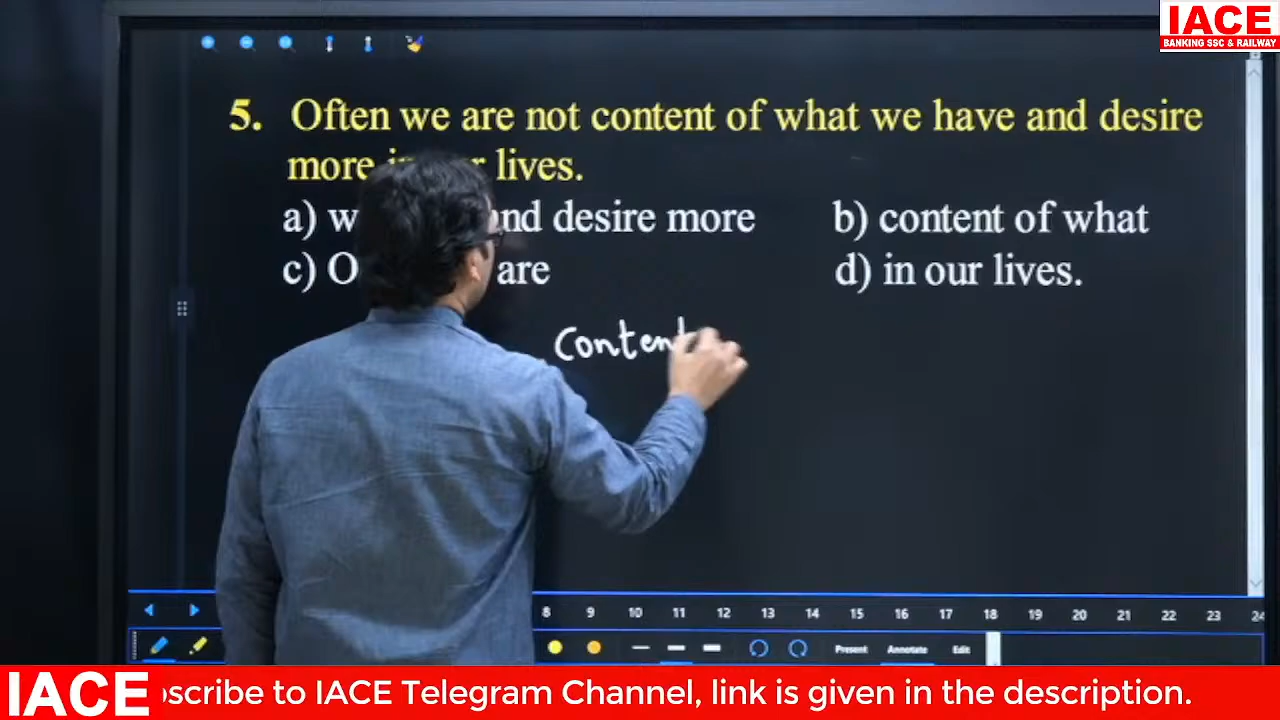 IACE
BANKING SSC & RAILWAY
5. Often we are not content of what we have and desire
more lives.
a) and desire more b) content of what
c) are d) in our lives.
Content
8 9 10 11 12 13 14 15 16 17 18 19 20 21 22 23 24
Present Annotate Edit
IACE scribe to IACE Telegram Channel, link is given in the description.